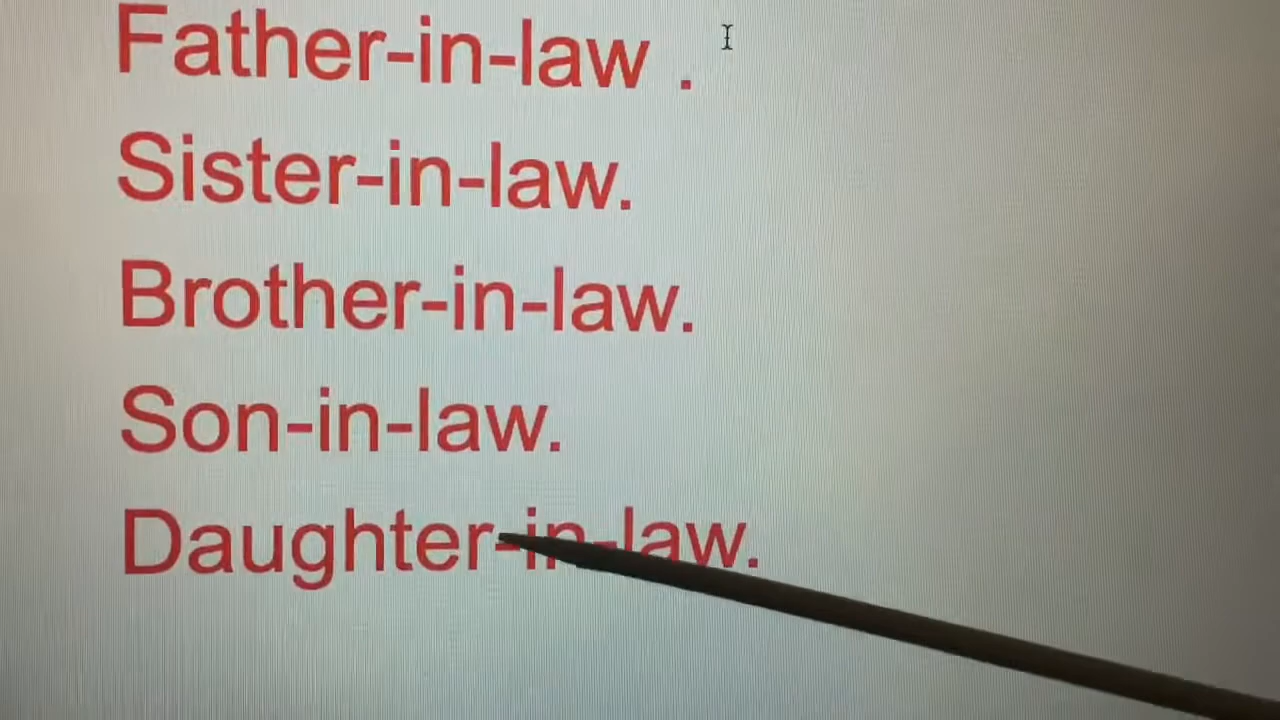 Father-in-law .
Sister-in-law.
Brother-in-law.
Son-in-law.
Daughter-in-law.